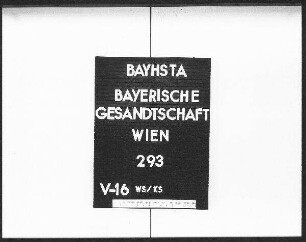 BAYHSTA
BAYERISCHE
GESANDTSCHAFT
WIEN
293
V-16 WS/KS